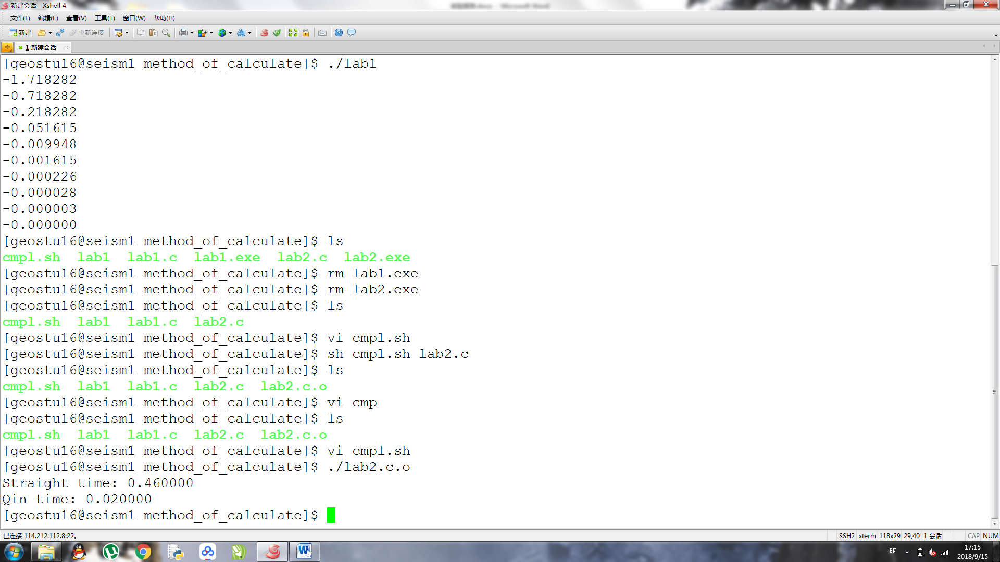 新建会话 - Xshell 4
文件(F) 编辑(E) 查看(V) 工具(T) 窗口(W) 帮助(H)
新建 重新连接
1 新建会话 ×
[geostu16@seism1 method_of_calculate]$ ./lab1
-1.718282
-0.718282
-0.218282
-0.051615
-0.009948
-0.001615
-0.000226
-0.000028
-0.000003
-0.000000
[geostu16@seism1 method_of_calculate]$ ls
cmpl.sh lab1 lab1.c lab1.exe lab2.c lab2.exe
[geostu16@seism1 method_of_calculate]$ rm lab1.exe
[geostu16@seism1 method_of_calculate]$ rm lab2.exe
[geostu16@seism1 method_of_calculate]$ ls
cmpl.sh lab1 lab1.c lab2.c
[geostu16@seism1 method_of_calculate]$ vi cmpl.sh
[geostu16@seism1 method_of_calculate]$ sh cmpl.sh lab2.c
[geostu16@seism1 method_of_calculate]$ ls
cmpl.sh lab1 lab1.c lab2.c lab2.c.o
[geostu16@seism1 method_of_calculate]$ vi cmp
[geostu16@seism1 method_of_calculate]$ ls
cmpl.sh lab1 lab1.c lab2.c lab2.c.o
[geostu16@seism1 method_of_calculate]$ vi cmpl.sh
[geostu16@seism1 method_of_calculate]$ ./lab2.c.o
Straight time: 0.460000
Qin time: 0.020000
[geostu16@seism1 method_of_calculate]$
已连接 114.212.112.8:22。 SSH2 xterm 118x29 29,40 1 会话 CAP NUM
EN 17:15
2018/9/15